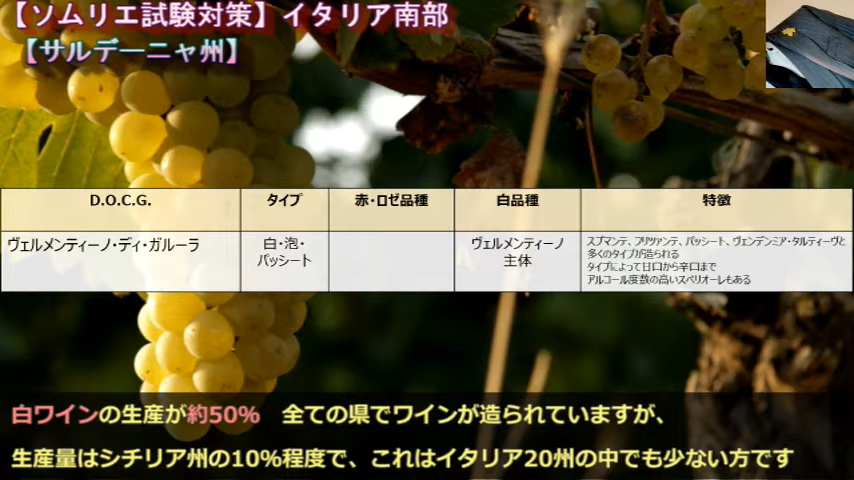 【ソムリエ試験対策】イタリア南部
【サルデーニャ州】
D.O.C.G. タイプ 赤・ロゼ品種 白品種 特徴
ヴェルメンティーノ・ディ・ガルーラ
白・泡・
パッシート
ヴェルメンティーノ
主体
スプマンテ、フリッツァンテ、パッシート、ヴェンデンミア・タルティーヴと
多くのタイプが造られる
タイプによって甘口から辛口まで
アルコール度数の高いスペリオーレもある
白ワインの生産が約50% 全ての県でワインが造られていますが、
生産量はシチリア州の10%程度で、これはイタリア20州の中でも少ない方です